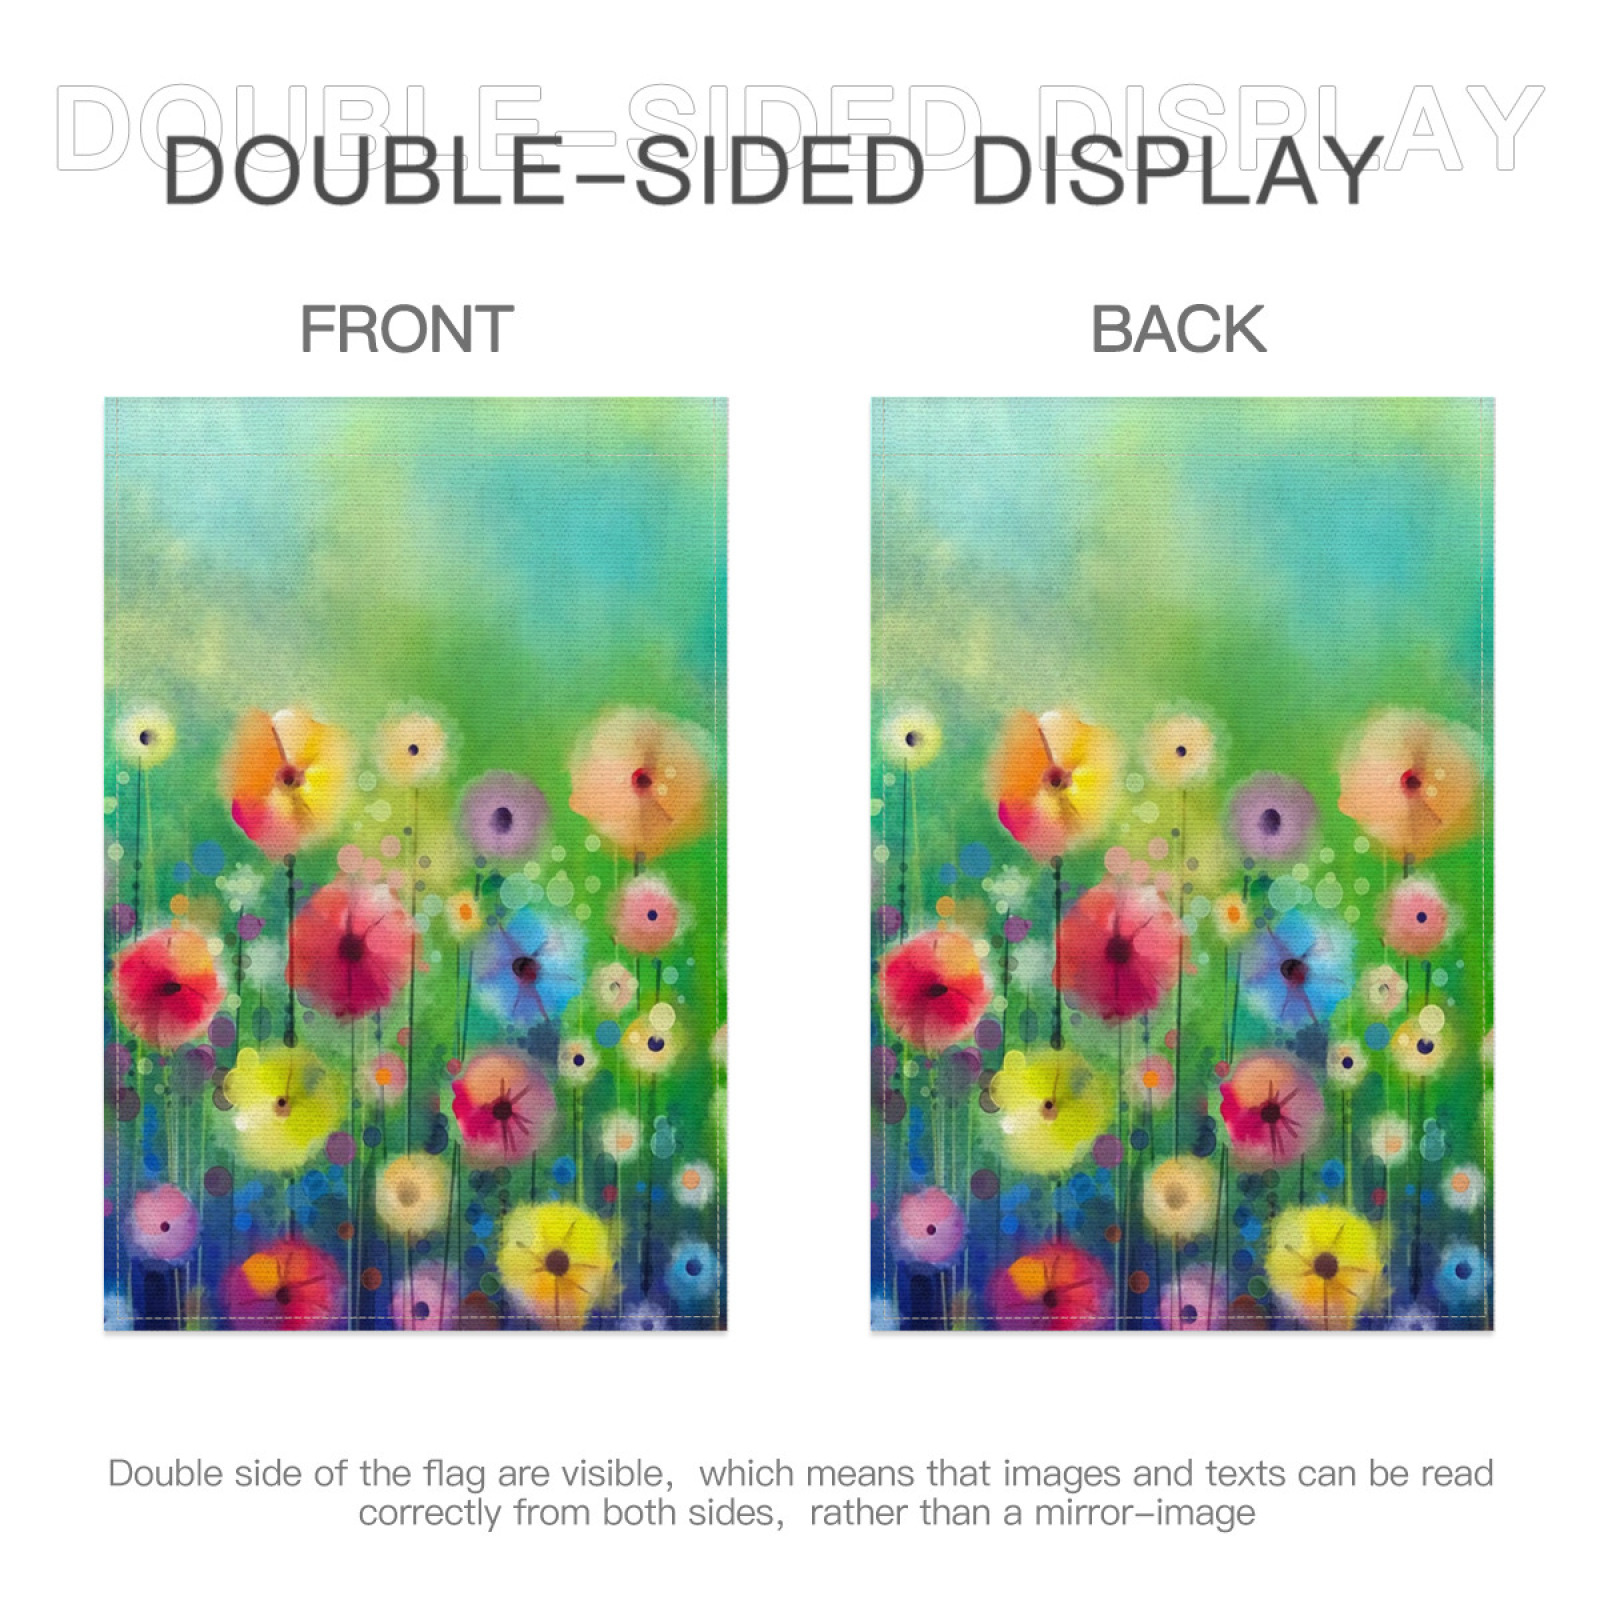 DOUBLE–SIDED DISPLAY
DOUBLE–SIDED DISPLAY
FRONT
BACK
Double side of the flag are visible, which means that images and texts can be read
correctly from both sides, rather than a mirror–image